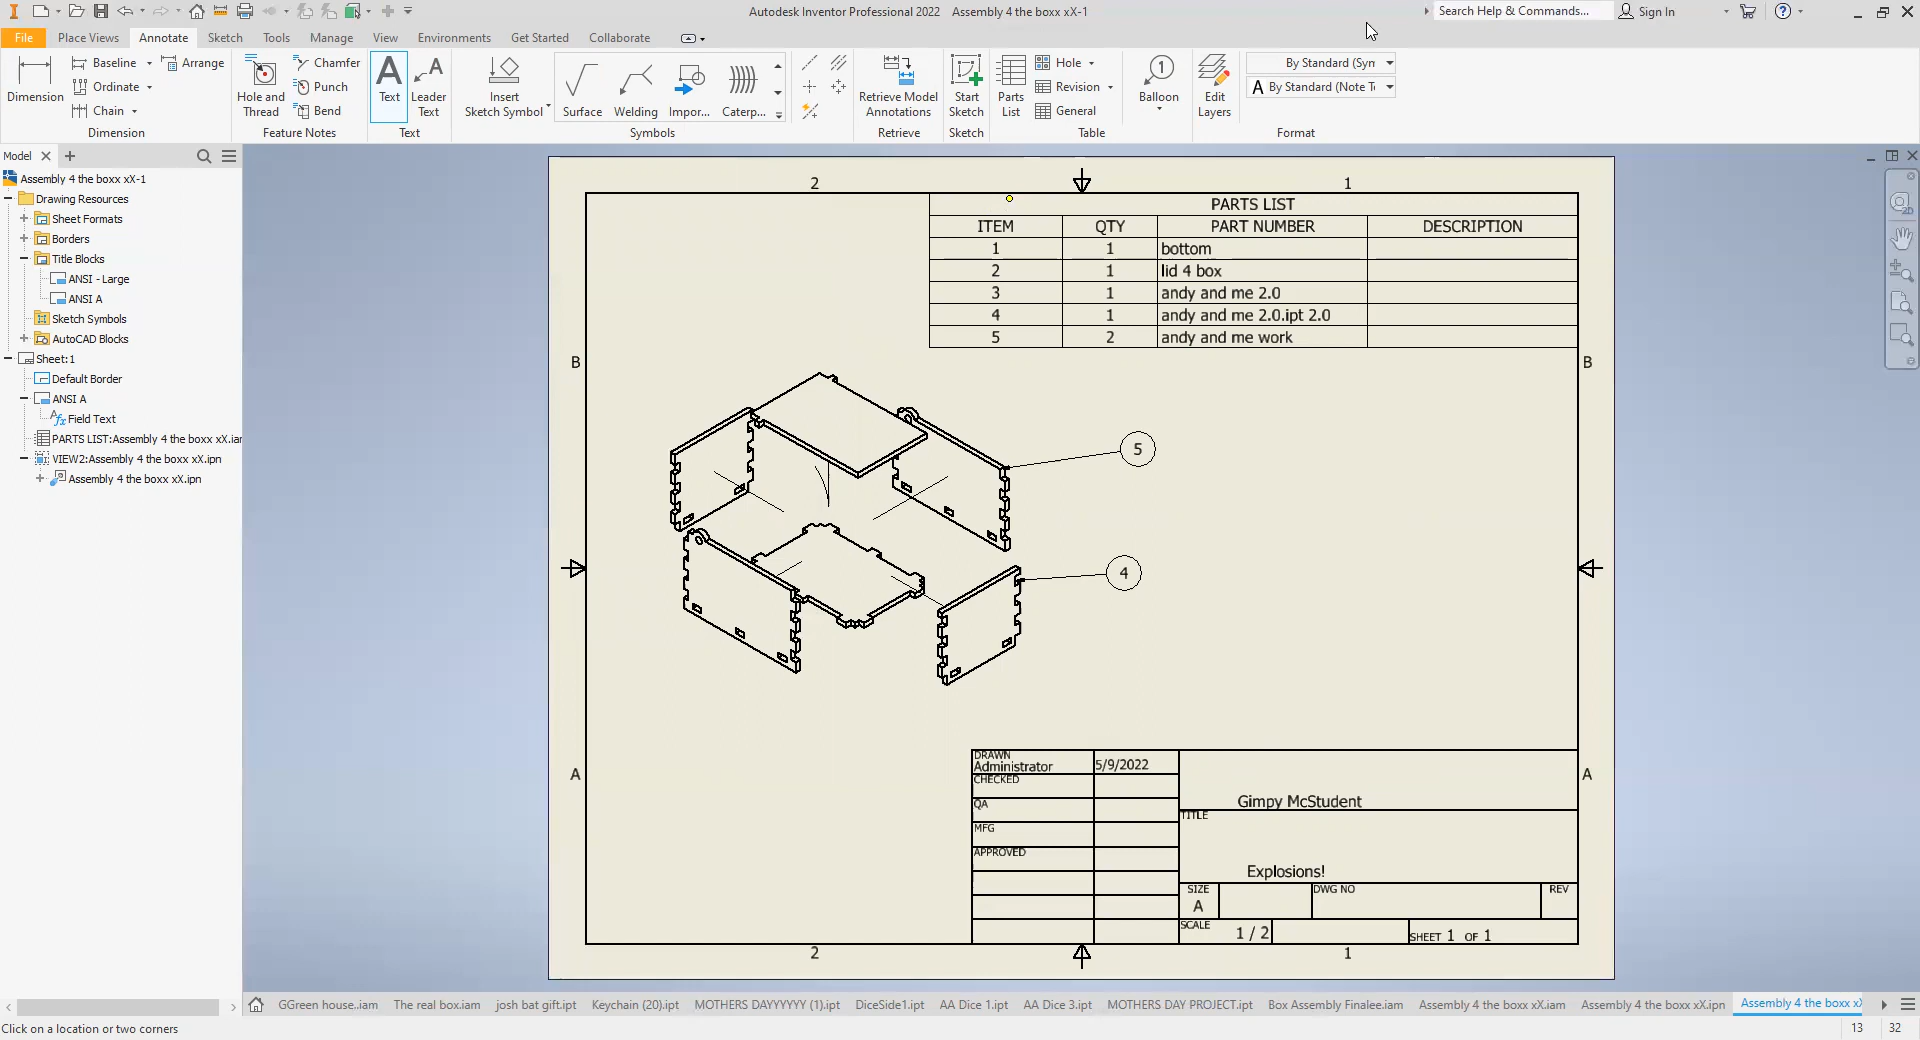 Autodesk Inventor Professional 2022 Assembly 4 the boxx xX-1
Search Help & Commands...
Sign In
File
Place Views
Annotate
Sketch
Tools
Manage
View
Environments
Get Started
Collaborate
Dimension
Baseline
Ordinate
Chain
Arrange
Dimension
Hole and Thread
Chamfer
Punch
Bend
Feature Notes
Text
Leader Text
Text
Insert Sketch Symbol
Surface
Welding
Impor...
Caterp...
Symbols
Retrieve Model Annotations
Retrieve
Start Sketch
Sketch
Parts List
Hole
Revision
General
Balloon
Table
Edit Layers
By Standard (Syn
A By Standard (Note T
Format
Model
Assembly 4 the boxx xX-1
Drawing Resources
Sheet Formats
Borders
Title Blocks
ANSI - Large
ANSI A
Sketch Symbols
AutoCAD Blocks
Sheet:1
Default Border
ANSI A
Field Text
PARTS LIST:Assembly 4 the boxx xX.iar
VIEW2:Assembly 4 the boxx xX.ipn
Assembly 4 the boxx xX.ipn
2 1
PARTS LIST
ITEM QTY PART NUMBER DESCRIPTION
1 1 bottom
2 1 lid 4 box
3 1 andy and me 2.0
4 1 andy and me 2.0.ipt 2.0
5 2 andy and me work
B B
5
4
A A
DRAWN
Administrator 5/9/2022
CHECKED
QA
MFG
APPROVED
Gimpy McStudent
TITLE
Explosions!
SIZE
A
DWG NO
REV
SCALE
1 / 2
SHEET 1 OF 1
2 1
GGreen house..iam
The real box.iam
josh bat gift.ipt
Keychain (20).ipt
MOTHERS DAYYYYYY (1).ipt
DiceSide1.ipt
AA Dice 1.ipt
AA Dice 3.ipt
MOTHERS DAY PROJECT.ipt
Box Assembly Finalee.iam
Assembly 4 the boxx xX.iam
Assembly 4 the boxx xX.ipn
Assembly 4 the boxx x
Click on a location or two corners
13 32